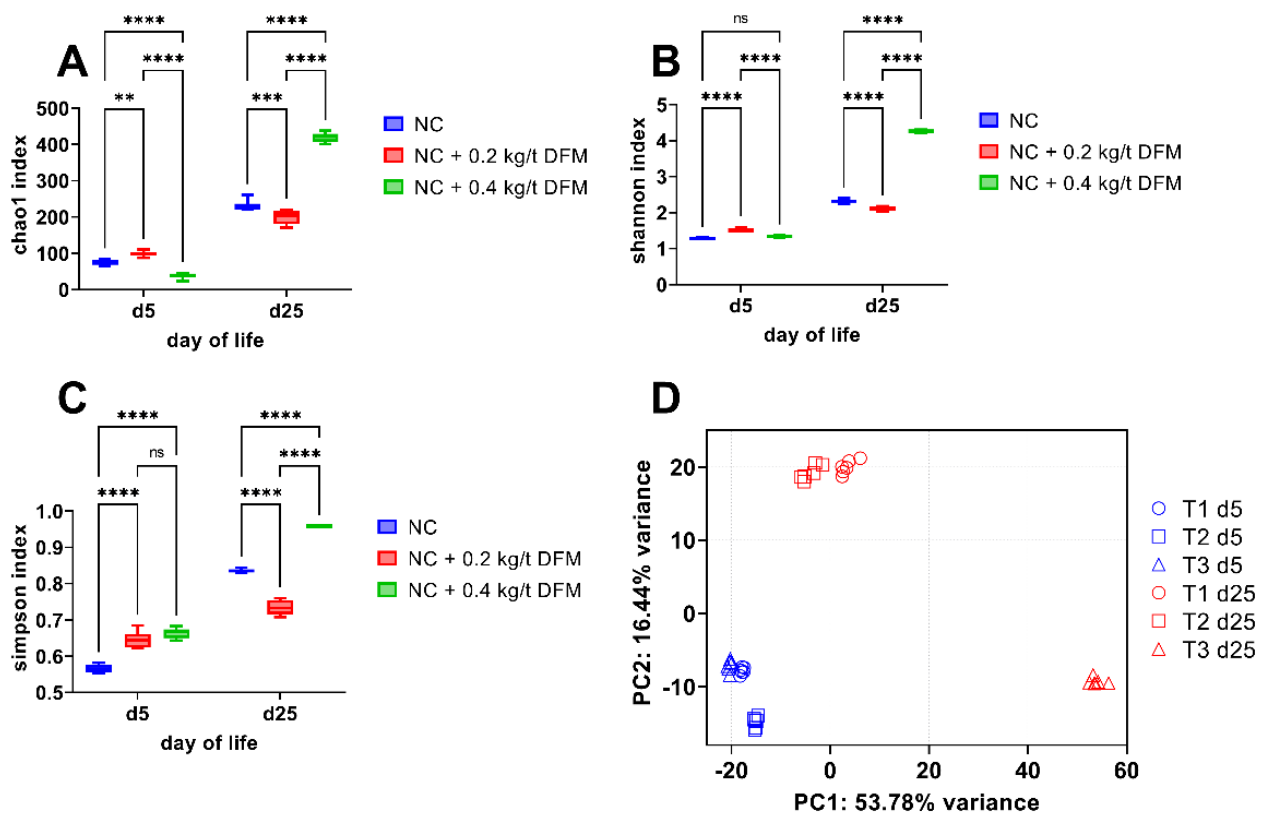 A
****
****
****
****
**
***
chao1 index
500
400
300
200
100
0
d5
d25
day of life
NC
NC + 0.2 kg/t DFM
NC + 0.4 kg/t DFM
B
ns
****
****
****
****
****
shannon index
5
4
3
2
1
0
d5
d25
day of life
NC
NC + 0.2 kg/t DFM
NC + 0.4 kg/t DFM
C
****
****
ns
****
****
****
simpson index
1.0
0.9
0.8
0.7
0.6
0.5
d5
d25
day of life
NC
NC + 0.2 kg/t DFM
NC + 0.4 kg/t DFM
D
PC2: 16.44% variance
20
10
0
-10
-20
0
20
40
60
PC1: 53.78% variance
T1 d5
T2 d5
T3 d5
T1 d25
T2 d25
T3 d25